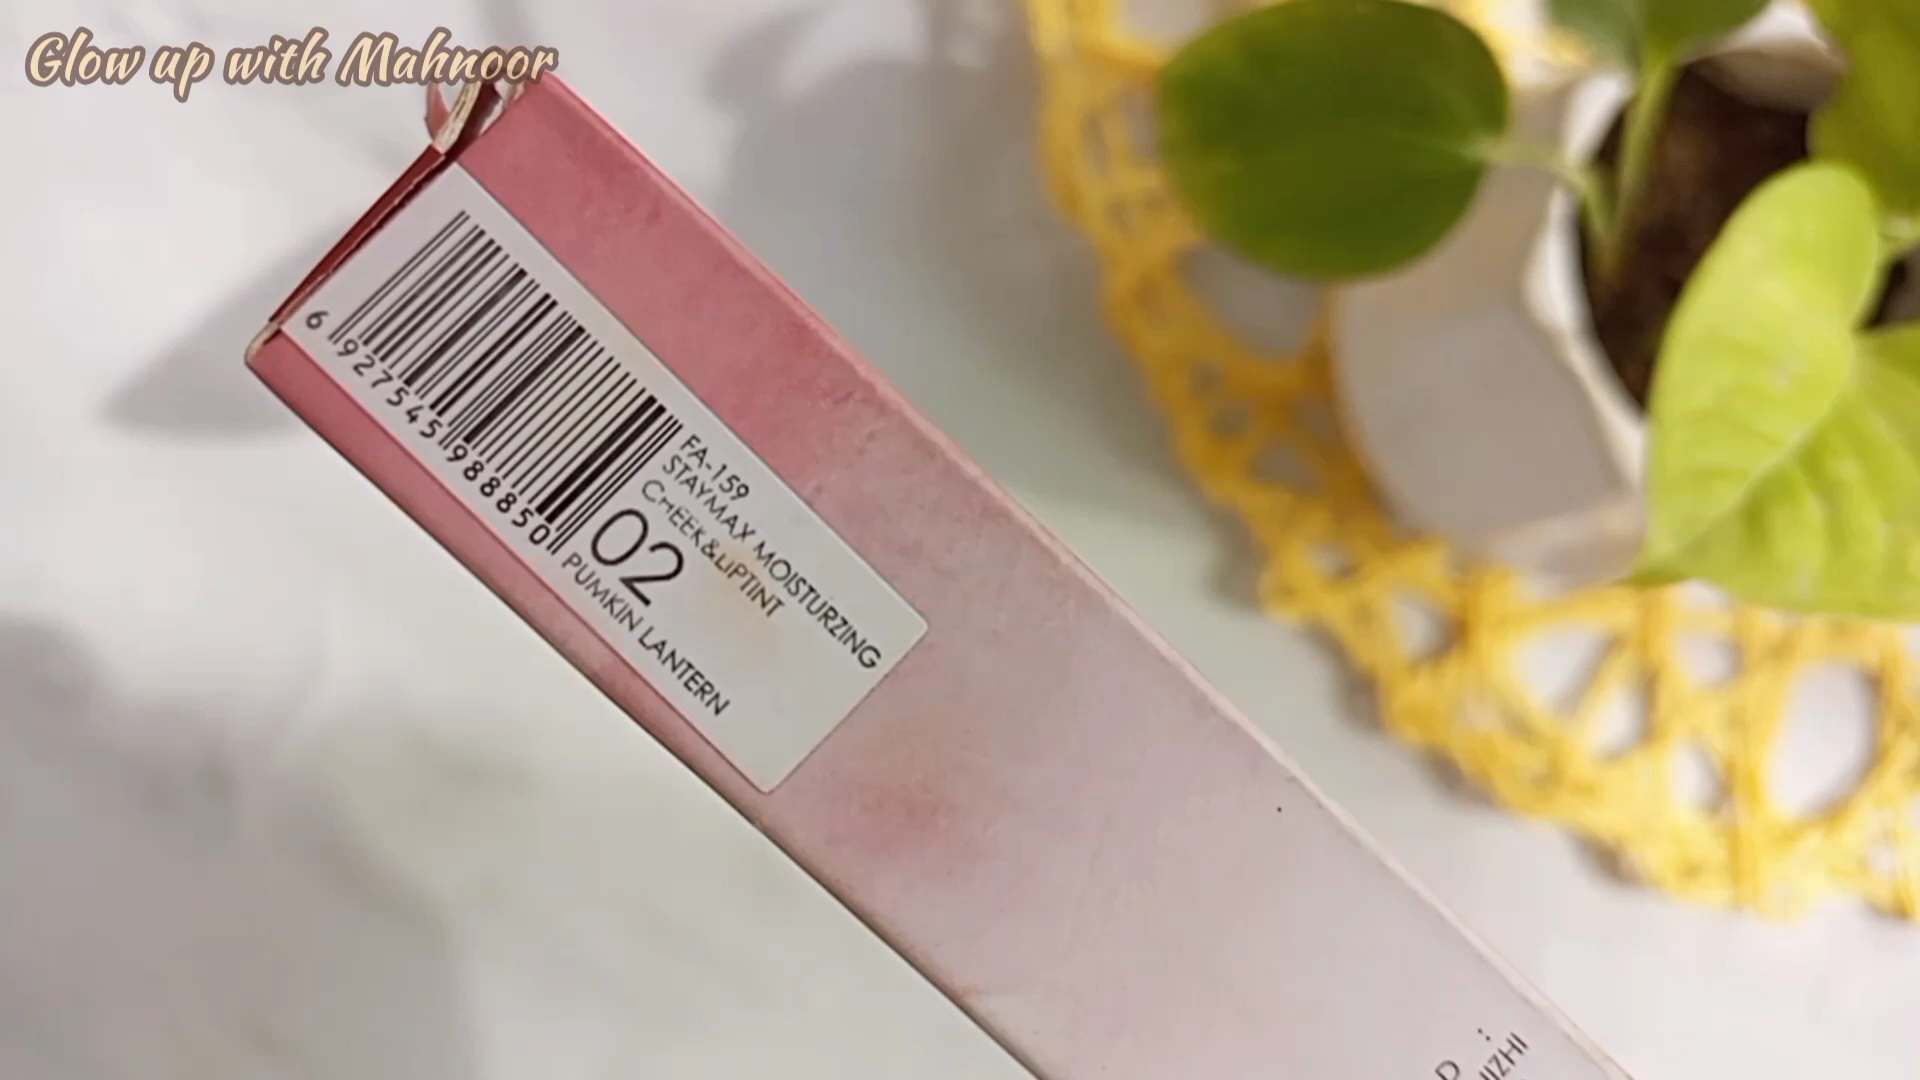 Glow up with Mahnoor
6 927545 988850
FA-159
STAYMAX MOISTURZING
CHEEK&LIPTINT
02
PUMKIN LANTERN